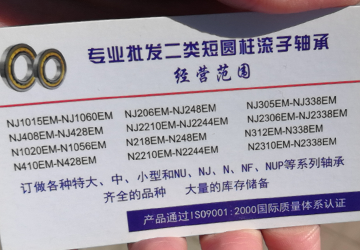 专业批发二类短圆柱滚子轴承
经营范围
NJ1015EM-NJ1060EM NJ206EM-NJ248EM NJ305EM-NJ338EM
NJ408EM-NJ428EM NJ2210EM-NJ2244EM NJ2306EM-NJ2338EM
N1020EM-N1056EM N218EM-N248EM N312EM-N338EM
N410EM-N428EM N2210EM-N2244EM N2310EM-N2338EM
订做各种特大、中、小型和NU、NJ、N、NF、NUP等系列轴承
齐全的品种 大量的库存储备
产品通过ISO9001:2000国际质量体系认证